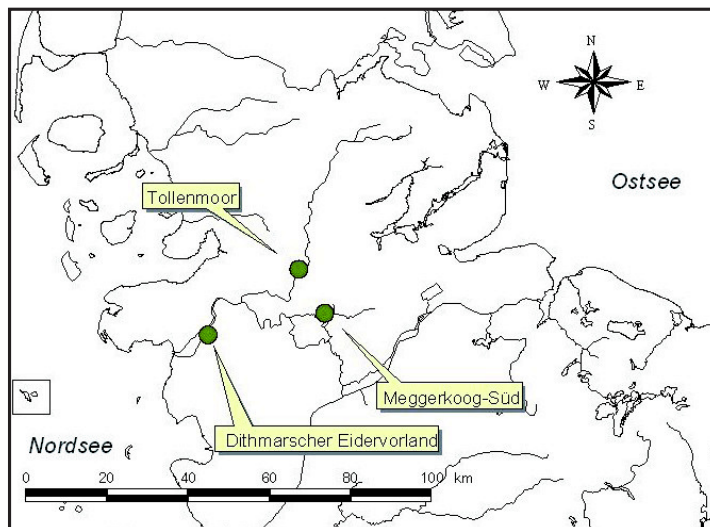 N
W E
S
Ostsee
Tollenmoor
Meggerkoog-Süd
Dithmarscher Eidervorland
Nordsee
0 20 40 60 80 100 km